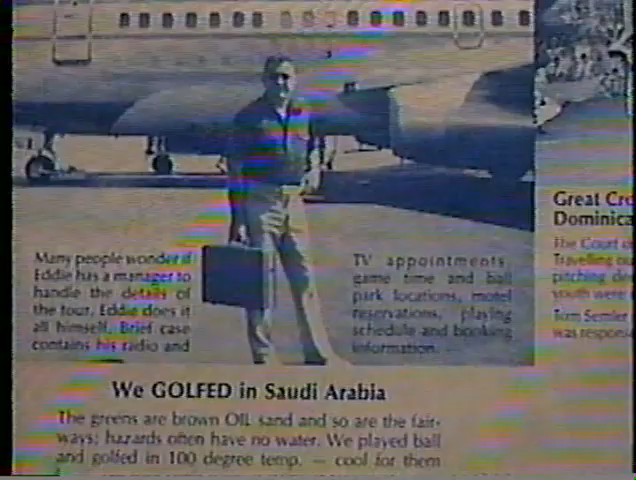 Many people wonder if
Eddie has a manager to
handle the details of
the tour. Eddie does it
all himself. Brief case
contains his radio and
TV appointments,
game time and ball
park locations, motel
reservations, playing
schedule and booking
information.
We GOLFED in Saudi Arabia
The greens are brown OIL sand and so are the fair-
ways; hazards often have no water. We played ball
and golfed in 100 degree temp. — cool for them
Great Cro
Dominica
The Court o
Travelling ou
pitching de
south were
Tom Semler
was respons